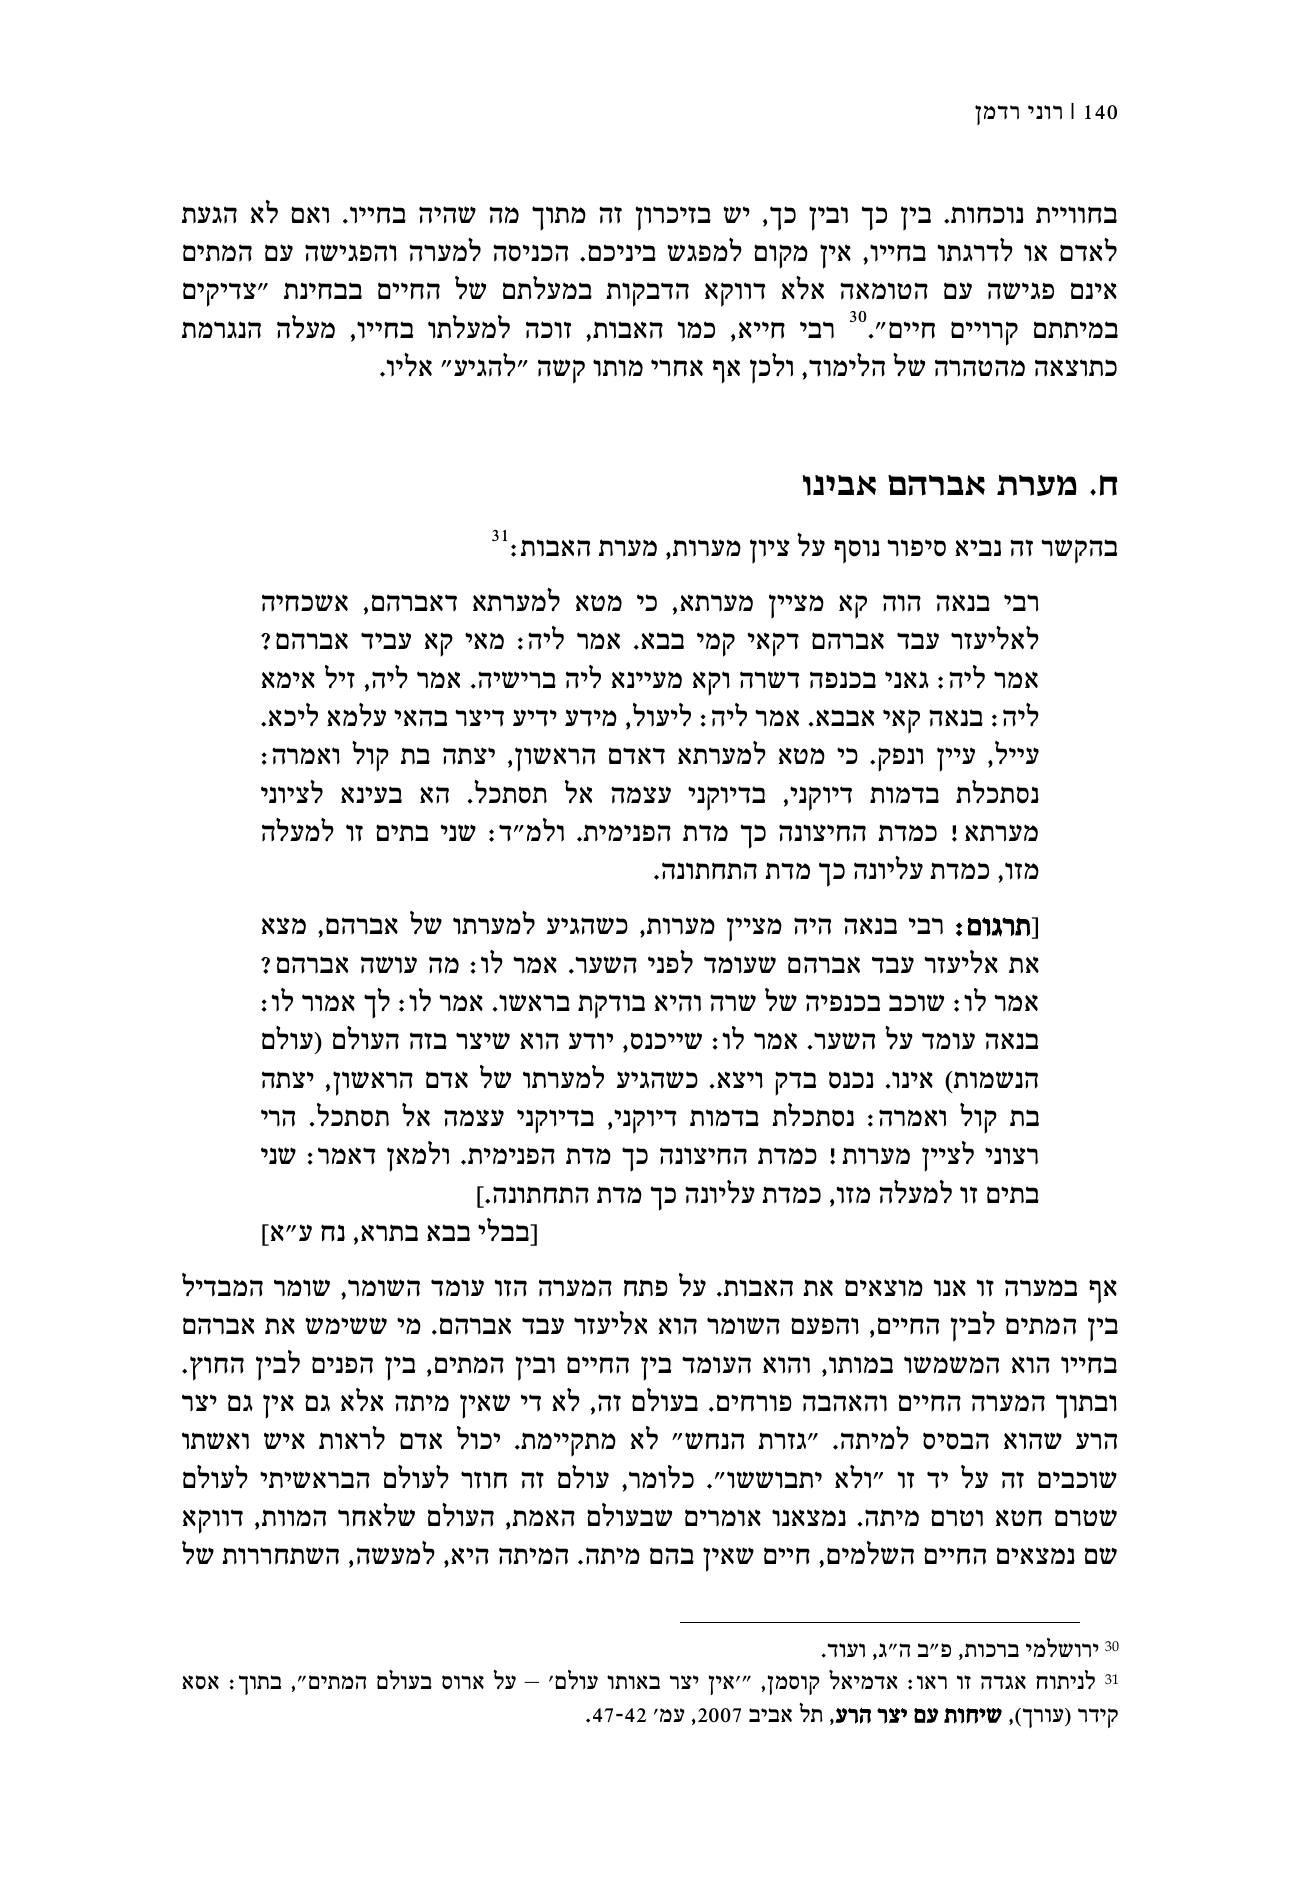 140 | רוני רדמן
בחוויית נוכחות. בין כך ובין כך, יש בזיכרון זה מתוך מה שהיה בחייו. ואם לא הגעת
לאדם או לדרגתו בחייו, אין מקום למפגש ביניכם. הכניסה למערה והפגישה עם המתים
אינם פגישה עם הטומאה אלא דווקא הדבקות במעלתם של החיים בבחינת ״צדיקים
במיתתם קרויים חיים״.30 רבי חייא, כמו האבות, זוכה למעלתו בחייו, מעלה הנגרמת
כתוצאה מהטהרה של הלימוד, ולכן אף אחרי מותו קשה ״להגיע״ אליו.
ח. מערת אברהם אבינו
בהקשר זה נביא סיפור נוסף על ציון מערות, מערת האבות:31
רבי בנאה הוה קא מציין מערתא, כי מטא למערתא דאברהם, אשכחיה
לאליעזר עבד אברהם דקאי קמי בבא. אמר ליה: מאי קא עביד אברהם?
אמר ליה: גאני בכנפה דשרה וקא מעיינא ליה ברישיה. אמר ליה, זיל אימא
ליה: בנאה קאי אבבא. אמר ליה: ליעול, מידע ידיע דיצר בהאי עלמא ליכא.
עייל, עיין ונפק. כי מטא למערתא דאדם הראשון, יצתה בת קול ואמרה:
נסתכלת בדמות דיוקני, בדיוקני עצמה אל תסתכל. הא בעינא לציוני
מערתא! כמדת החיצונה כך מדת הפנימית. ולמ״ד: שני בתים זו למעלה
מזו, כמדת עליונה כך מדת התחתונה.
[תרגום: רבי בנאה היה מציין מערות, כשהגיע למערתו של אברהם, מצא
את אליעזר עבד אברהם שעומד לפני השער. אמר לו: מה עושה אברהם?
אמר לו: שוכב בכנפיה של שרה והיא בודקת בראשו. אמר לו: לך אמור לו:
בנאה עומד על השער. אמר לו: שייכנס, יודע הוא שיצר בזה העולם (עולם
הנשמות) אינו. נכנס בדק ויצא. כשהגיע למערתו של אדם הראשון, יצתה
בת קול ואמרה: נסתכלת בדמות דיוקני, בדיוקני עצמה אל תסתכל. הרי
רצוני לציין מערות! כמדת החיצונה כך מדת הפנימית. ולמאן דאמר: שני
בתים זו למעלה מזו, כמדת עליונה כך מדת התחתונה.]
[בבלי בבא בתרא, נח ע״א]
אף במערה זו אנו מוצאים את האבות. על פתח המערה הזו עומד השומר, שומר המבדיל
בין המתים לבין החיים, והפעם השומר הוא אליעזר עבד אברהם. מי ששימש את אברהם
בחייו הוא המשמשו במותו, והוא העומד בין החיים ובין המתים, בין הפנים לבין החוץ.
ובתוך המערה החיים והאהבה פורחים. בעולם זה, לא די שאין מיתה אלא גם אין גם יצר
הרע שהוא הבסיס למיתה. ״גזרת הנחש״ לא מתקיימת. יכול אדם לראות איש ואשתו
שוכבים זה על יד זו ״ולא יתבוששו״. כלומר, עולם זה חוזר לעולם הבראשיתי לעולם
שטרם חטא וטרם מיתה. נמצאנו אומרים שבעולם האמת, העולם שלאחר המוות, דווקא
שם נמצאים החיים השלמים, חיים שאין בהם מיתה. המיתה היא, למעשה, השתחררות של
30 ירושלמי ברכות, פ״ב ה״ג, ועוד.
31 לניתוח אגדה זו ראו: אדמיאל קוסמן, ״׳אין יצר באותו עולם׳ – על ארוס בעולם המתים״, בתוך: אסא
קידר (עורך), שיחות עם יצר הרע, תל אביב 2007, עמ׳ 47-42.